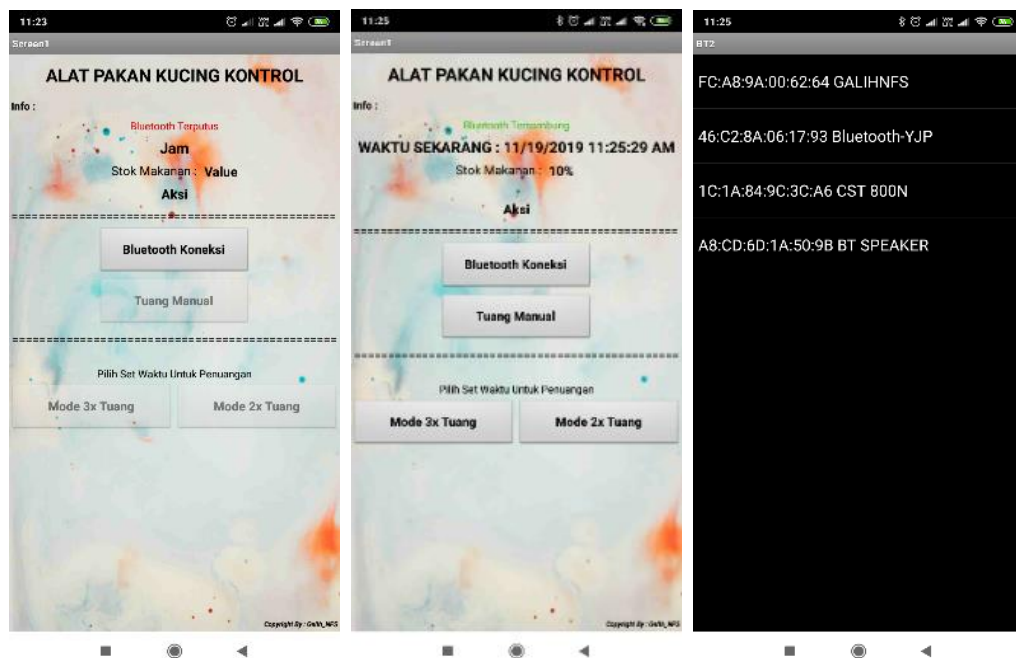 11:23
Screen1
ALAT PAKAN KUCING KONTROL
Info :
Bluetooth Terputus
Jam
Stok Makanan : Value
Aksi
Bluetooth Koneksi
Tuang Manual
Pilih Set Waktu Untuk Penuangan
Mode 3x Tuang
Mode 2x Tuang
Copyright By : Galih_NFS
11:25
Screen1
ALAT PAKAN KUCING KONTROL
Info :
Bluetooth Tersambung
WAKTU SEKARANG : 11/19/2019 11:25:29 AM
Stok Makanan : 10%
Aksi
Bluetooth Koneksi
Tuang Manual
Pilih Set Waktu Untuk Penuangan
Mode 3x Tuang
Mode 2x Tuang
Copyright By : Galih_NFS
11:25
BT2
FC:A8:9A:00:62:64 GALIHNFS
46:C2:8A:06:17:93 Bluetooth-YJP
1C:1A:84:9C:3C:A6 CST 800N
A8:CD:6D:1A:50:9B BT SPEAKER